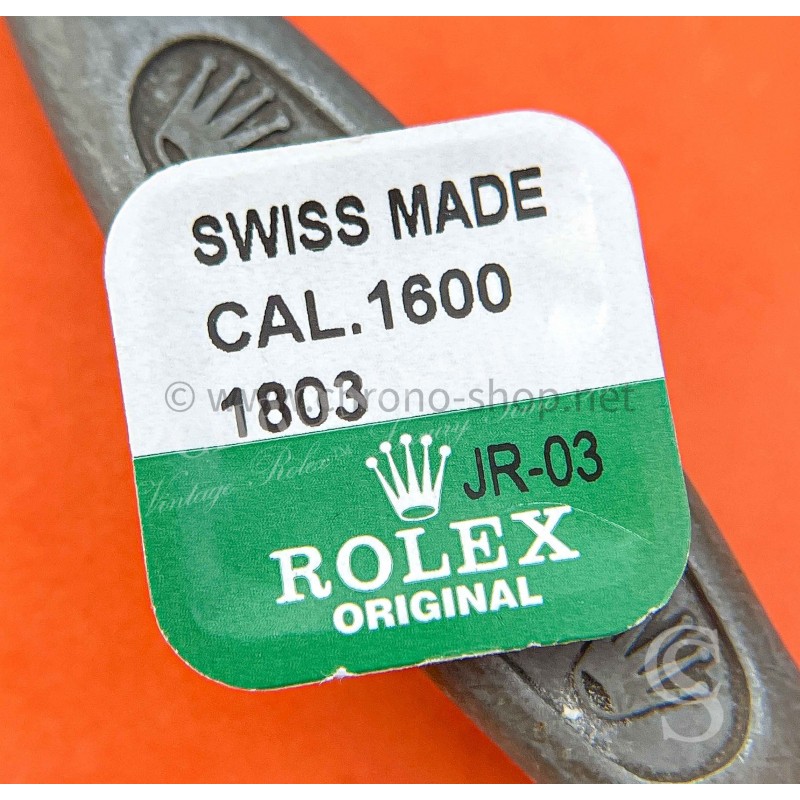 SWISS MADE
CAL.1600
1803
© www.chrono-shop.net
JR-03
ROLEX
ORIGINAL